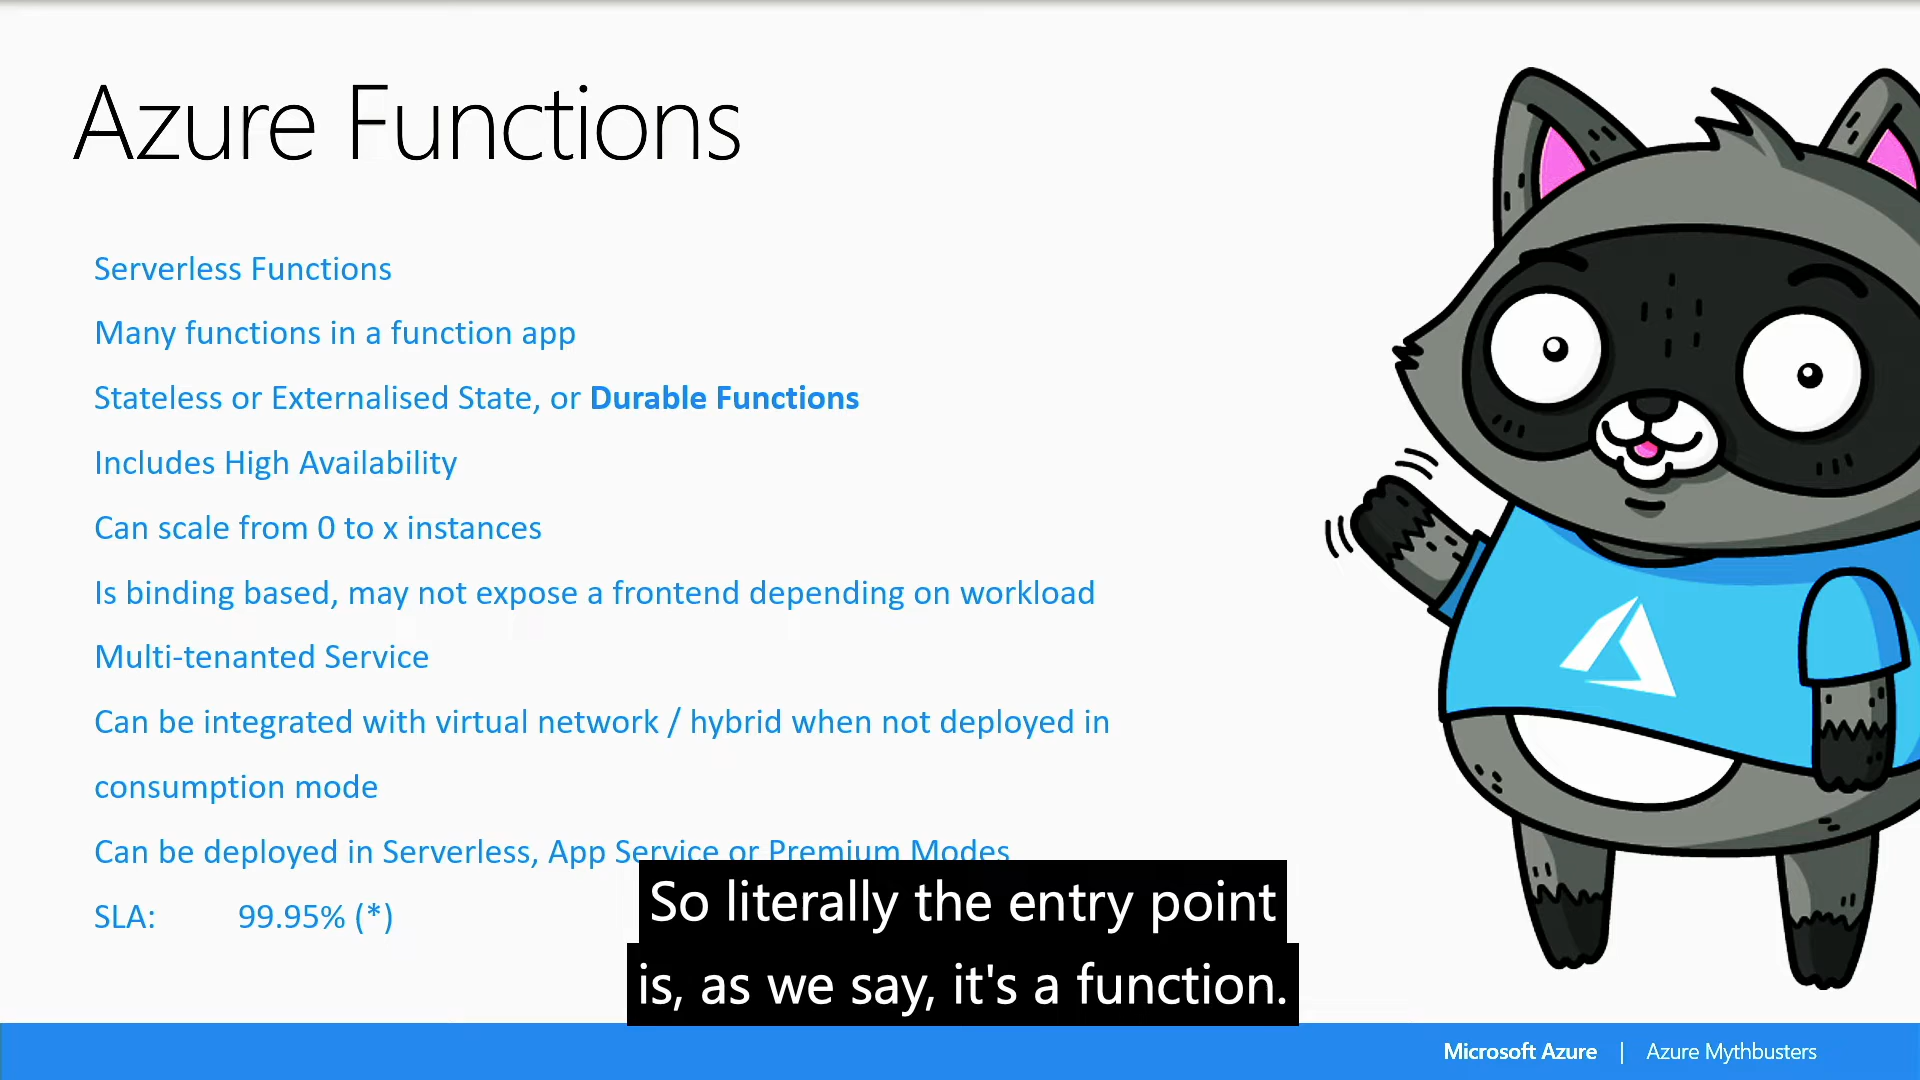 Azure Functions
Serverless Functions
Many functions in a function app
Stateless or Externalised State, or Durable Functions
Includes High Availability
Can scale from 0 to x instances
Is binding based, may not expose a frontend depending on workload
Multi-tenanted Service
Can be integrated with virtual network / hybrid when not deployed in
consumption mode
Can be deployed in Serverless, App Service or Premium Modes
SLA: 99.95% (*)
So literally the entry point
is, as we say, it's a function.
Microsoft Azure | Azure Mythbusters